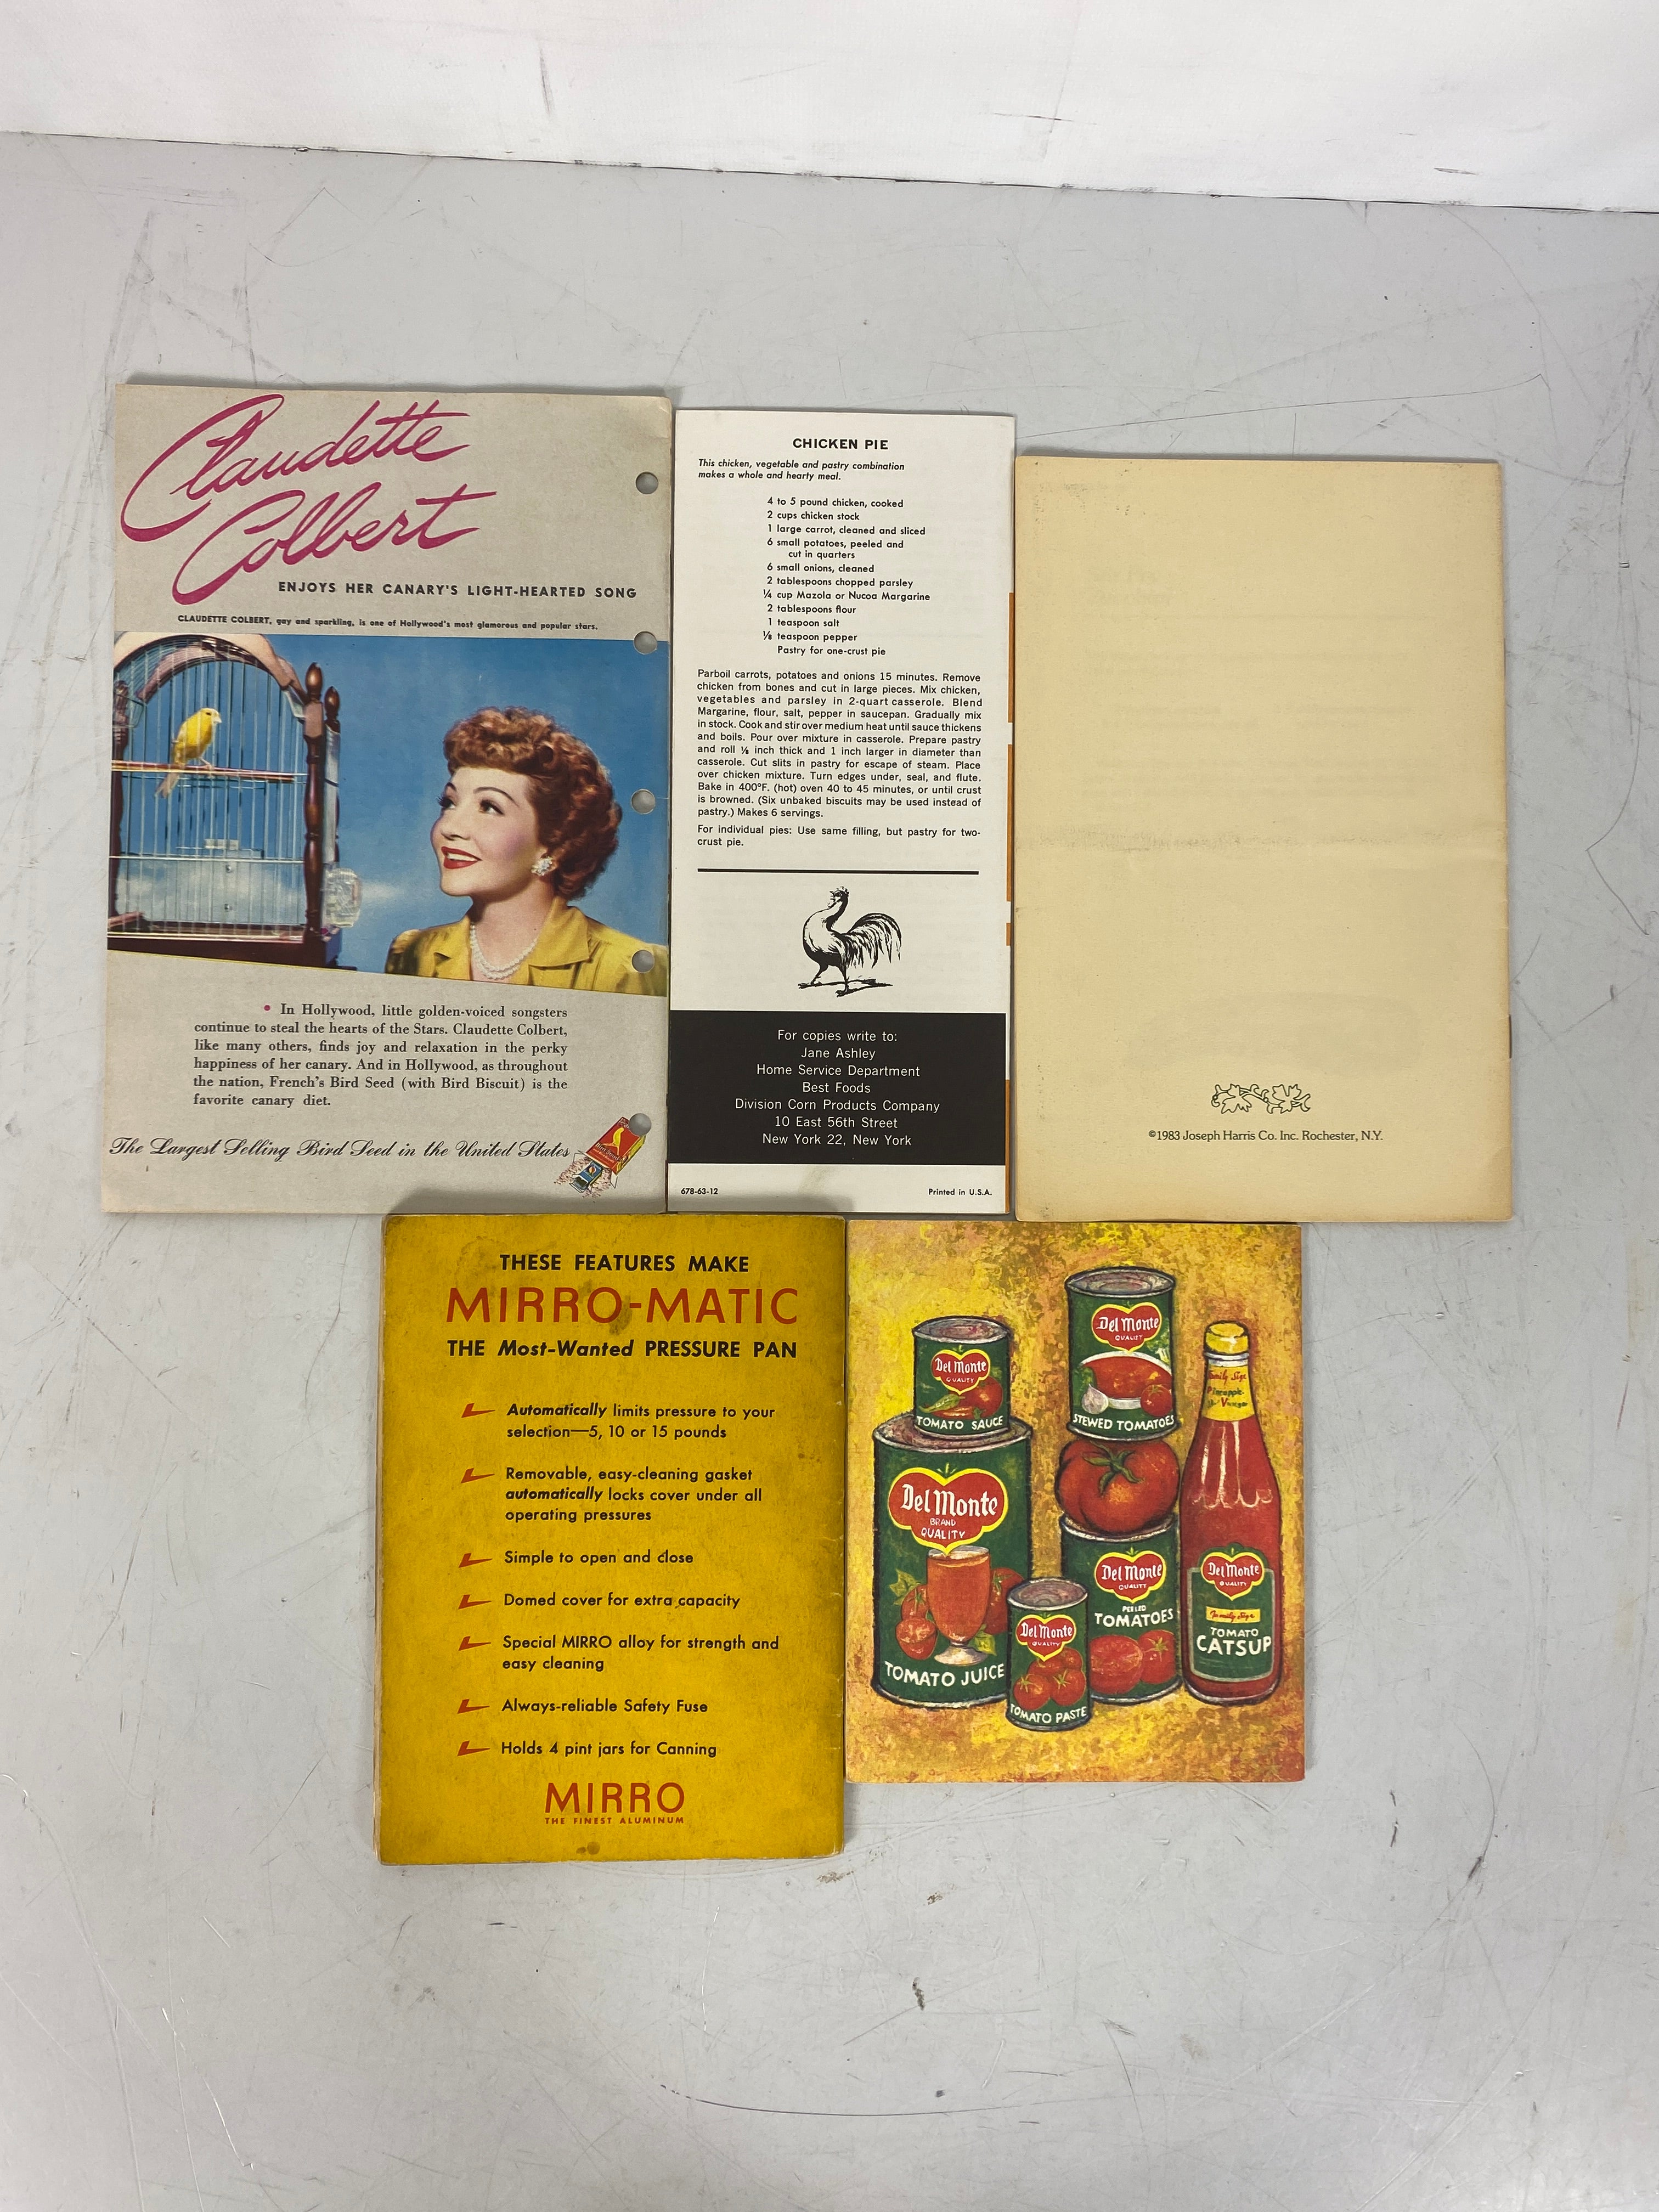 Claudette
Colbert
ENJOYS HER CANARY'S LIGHT-HEARTED SONG
CLAUDETTE COLBERT, gay and sparkling, is one of Hollywood's most glamorous and popular stars.
• In Hollywood, little golden-voiced songsters
continue to steal the hearts of the Stars. Claudette Colbert,
like many others, finds joy and relaxation in the perky
happiness of her canary. And in Hollywood, as throughout
the nation, French's Bird Seed (with Bird Biscuit) is the
favorite canary diet.
The Largest Selling Bird Seed in the United States
CHICKEN PIE
This chicken, vegetable and pastry combination
makes a whole and hearty meal.
4 to 5 pound chicken, cooked
2 cups chicken stock
1 large carrot, cleaned and sliced
6 small potatoes, peeled and
cut in quarters
6 small onions, cleaned
2 tablespoons chopped parsley
¼ cup Mazola or Nucoa Margarine
2 tablespoons flour
1 teaspoon salt
⅛ teaspoon pepper
Pastry for one-crust pie
Parboil carrots, potatoes and onions 15 minutes. Remove
chicken from bones and cut in large pieces. Mix chicken,
vegetables and parsley in 2-quart casserole. Blend
Margarine, flour, salt, pepper in saucepan. Gradually mix
in stock. Cook and stir over medium heat until sauce thickens
and boils. Pour over mixture in casserole. Prepare pastry
and roll ⅛ inch thick and 1 inch larger in diameter than
casserole. Cut slits in pastry for escape of steam. Place
over chicken mixture. Turn edges under, seal, and flute.
Bake in 400°F. (hot) oven 40 to 45 minutes, or until crust
is browned. (Six unbaked biscuits may be used instead of
pastry.) Makes 6 servings.
For individual pies: Use same filling, but pastry for two-
crust pie.
For copies write to:
Jane Ashley
Home Service Department
Best Foods
Division Corn Products Company
10 East 56th Street
New York 22, New York
678-63-12
Printed in U.S.A.
©1983 Joseph Harris Co. Inc. Rochester, N.Y.
THESE FEATURES MAKE
MIRRO-MATIC
THE Most-Wanted PRESSURE PAN
Automatically limits pressure to your
selection—5, 10 or 15 pounds
Removable, easy-cleaning gasket
automatically locks cover under all
operating pressures
Simple to open and close
Domed cover for extra capacity
Special MIRRO alloy for strength and
easy cleaning
Always-reliable Safety Fuse
Holds 4 pint jars for Canning
MIRRO
THE FINEST ALUMINUM
Del Monte
QUALITY
TOMATO SAUCE
Del Monte
QUALITY
STEWED TOMATOES
Family Size
Pineapple
Vinegar
Del Monte
BRAND
QUALITY
TOMATO JUICE
Del Monte
QUALITY
TOMATO PASTE
Del Monte
QUALITY
PEELED
TOMATOES
Del Monte
QUALITY
Family Size
TOMATO
CATSUP